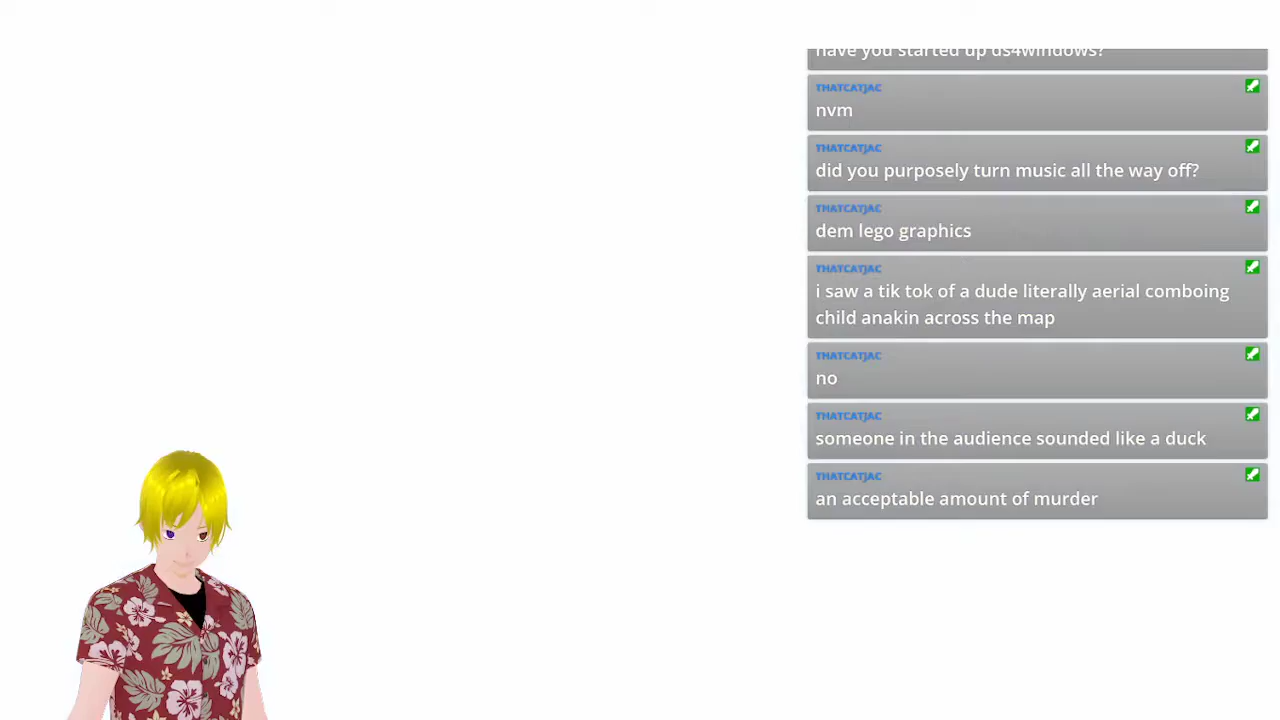 have you started up ds4windows?
THATCATJAC
nvm
THATCATJAC
did you purposely turn music all the way off?
THATCATJAC
dem lego graphics
THATCATJAC
i saw a tik tok of a dude literally aerial comboing
child anakin across the map
THATCATJAC
no
THATCATJAC
someone in the audience sounded like a duck
THATCATJAC
an acceptable amount of murder